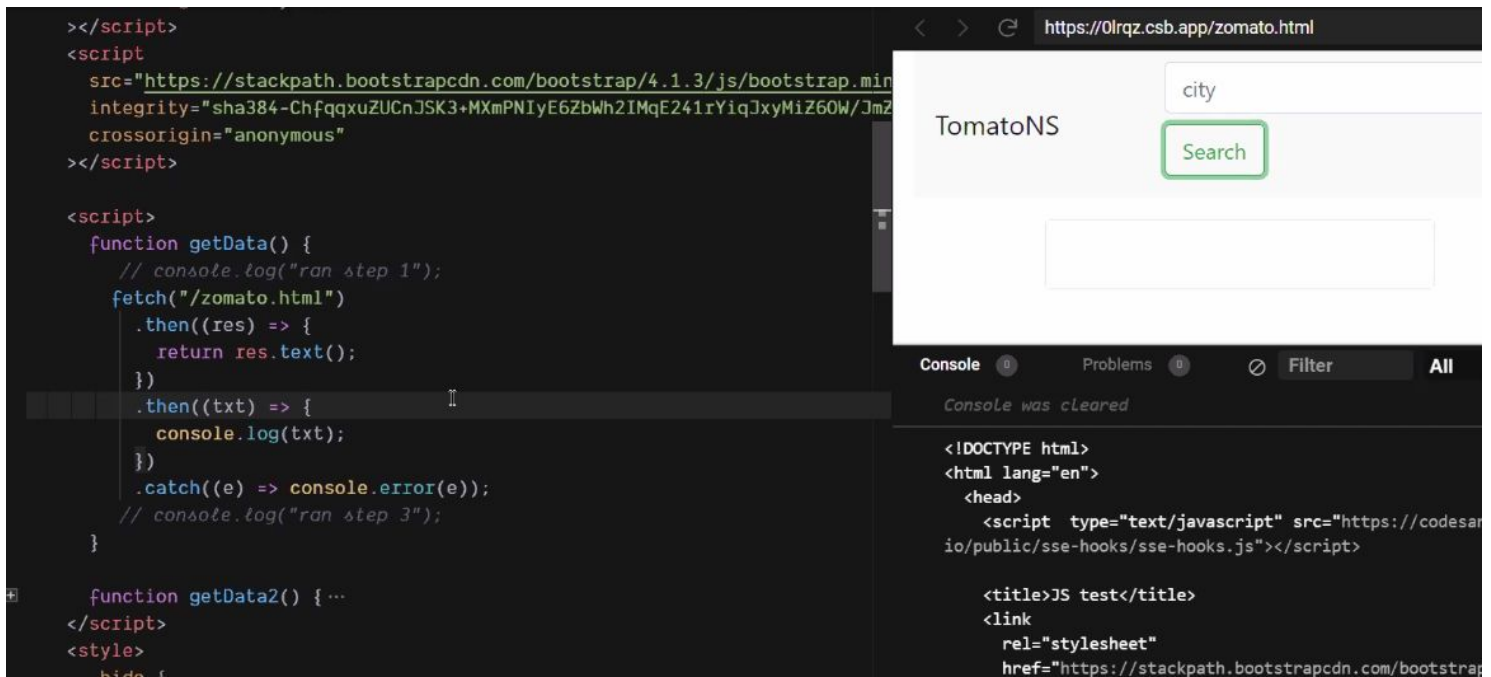 ></script>
<script
src="https://stackpath.bootstrapcdn.com/bootstrap/4.1.3/js/bootstrap.min
integrity="sha384-ChfqqxuZUCnJSK3+MXmPNIyE6ZbWh2IMqE241rYiqJxyMiZ6OW/JmZ
crossorigin="anonymous"
></script>
<script>
function getData() {
// console.log("ran step 1");
fetch("/zomato.html")
.then((res) => {
return res.text();
})
.then((txt) => {
console.log(txt);
})
.catch((e) => console.error(e));
// console.log("ran step 3");
}
function getData2() { ⋯
</script>
<style>
https://0lrqz.csb.app/zomato.html
TomatoNS
city
Search
Console 0 Problems 0 Filter All
Console was cleared
<!DOCTYPE html>
<html lang="en">
<head>
<script type="text/javascript" src="https://codesan
io/public/sse-hooks/sse-hooks.js"></script>
<title>JS test</title>
<link
rel="stylesheet"
href="https://stackpath.bootstrapcdn.com/bootstrap